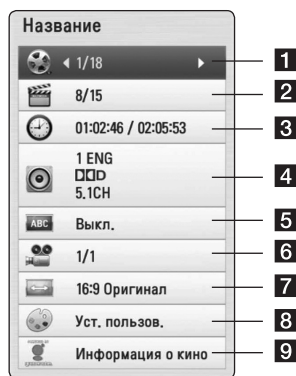 Название
1/18
1
8/15
2
01:02:46 / 02:05:53
3
1 ENG
D
5.1CH
4
ABC
Выкл.
5
1/1
6
16:9 Оригинал
7
Уст. пользов.
8
Информация о кино
9